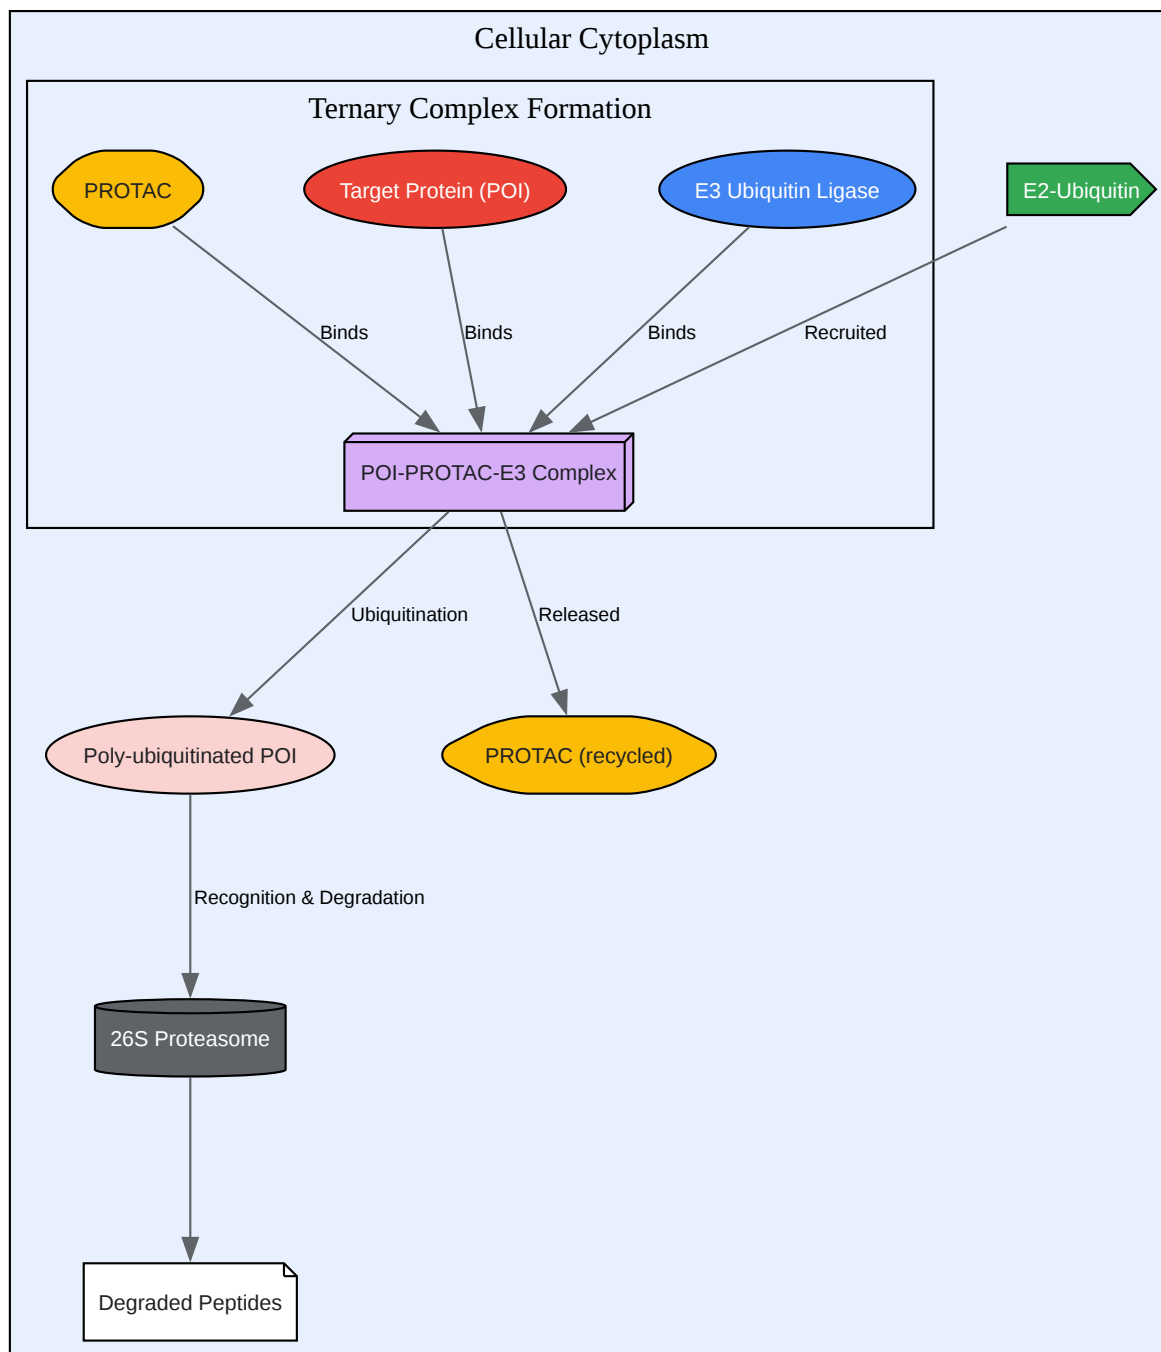 Cellular Cytoplasm
Ternary Complex Formation
PROTAC
Target Protein (POI)
E3 Ubiquitin Ligase
E2-Ubiquitin
Binds
Binds
Binds
Recruited
POI-PROTAC-E3 Complex
Ubiquitination
Released
Poly-ubiquitinated POI
PROTAC (recycled)
Recognition & Degradation
26S Proteasome
Degraded Peptides